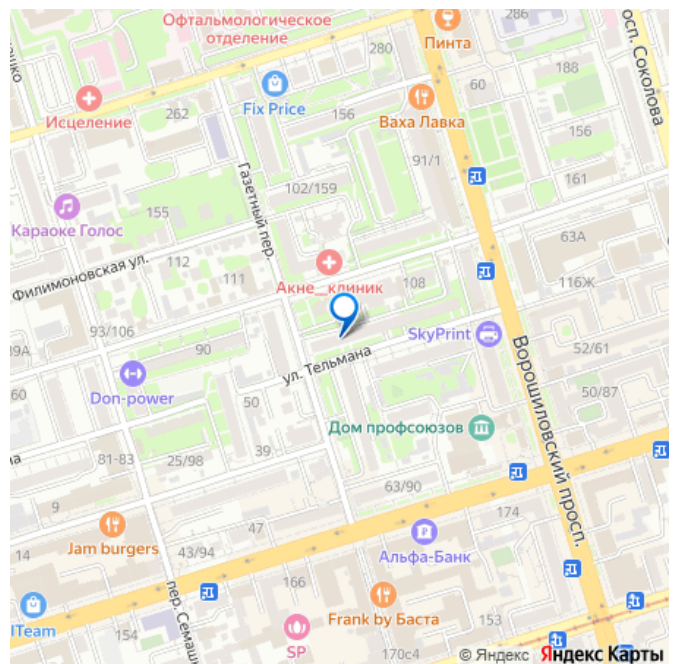 Офтальмологическое
отделение
286
Пинта
280
60
188
просп. Соколова
Fix Price
Исцеление
262
156
Ваха Лавка
156
91/1
Газетный пер.
102/159
161
155
Караоке Голос
63А
Филимоновская ул.
112
111
Акне_клиник
108
116Ж
93/106
39А
90
SkyPrint
52/61
ул. Тельмана
Ворошиловский просп.
60
Don-power
50
50/87
Дом профсоюзов
39
81-83
25/98
63/90
9
47
174
Jam burgers
14
43/94
Альфа-Банк
пер. Семашко
166
ITeam
154
Frank by Баста
153
SP
170с4
© Яндекс Яндекс Карты